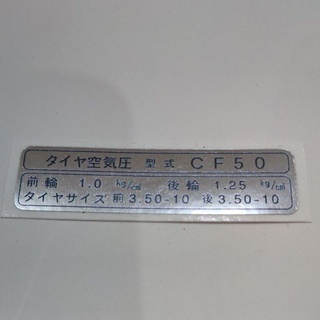 タイヤ空気圧 型式 CF50
前輪 1.0 kg/c㎡ 後輪 1.25 kg/c㎡
タイヤサイズ 前 3.50-10 後 3.50-10